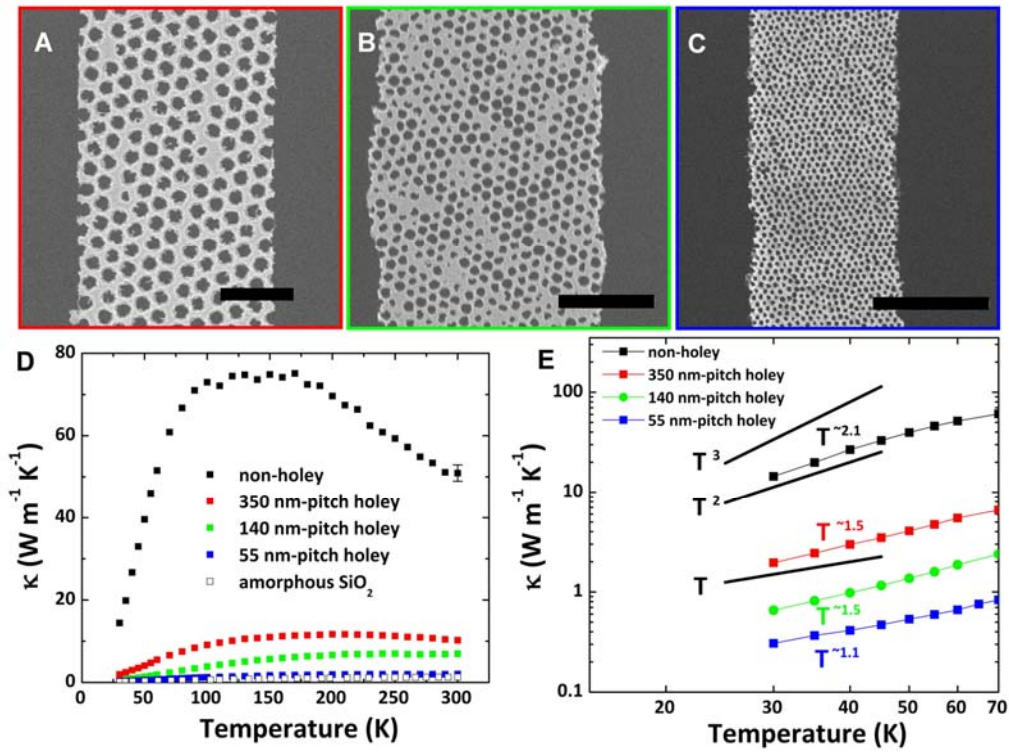 A
B
C
D
80
60
40
20
0
0
50
100
150
200
250
300
κ (W m⁻¹ K⁻¹)
Temperature (K)
non-holey
350 nm-pitch holey
140 nm-pitch holey
55 nm-pitch holey
amorphous SiO₂
E
non-holey
350 nm-pitch holey
140 nm-pitch holey
55 nm-pitch holey
100
10
1
0.1
20
30
40
50
60
70
κ (W m⁻¹ K⁻¹)
Temperature (K)
T³
T ~2.1
T²
T ~1.5
T
T ~1.5
T ~1.1